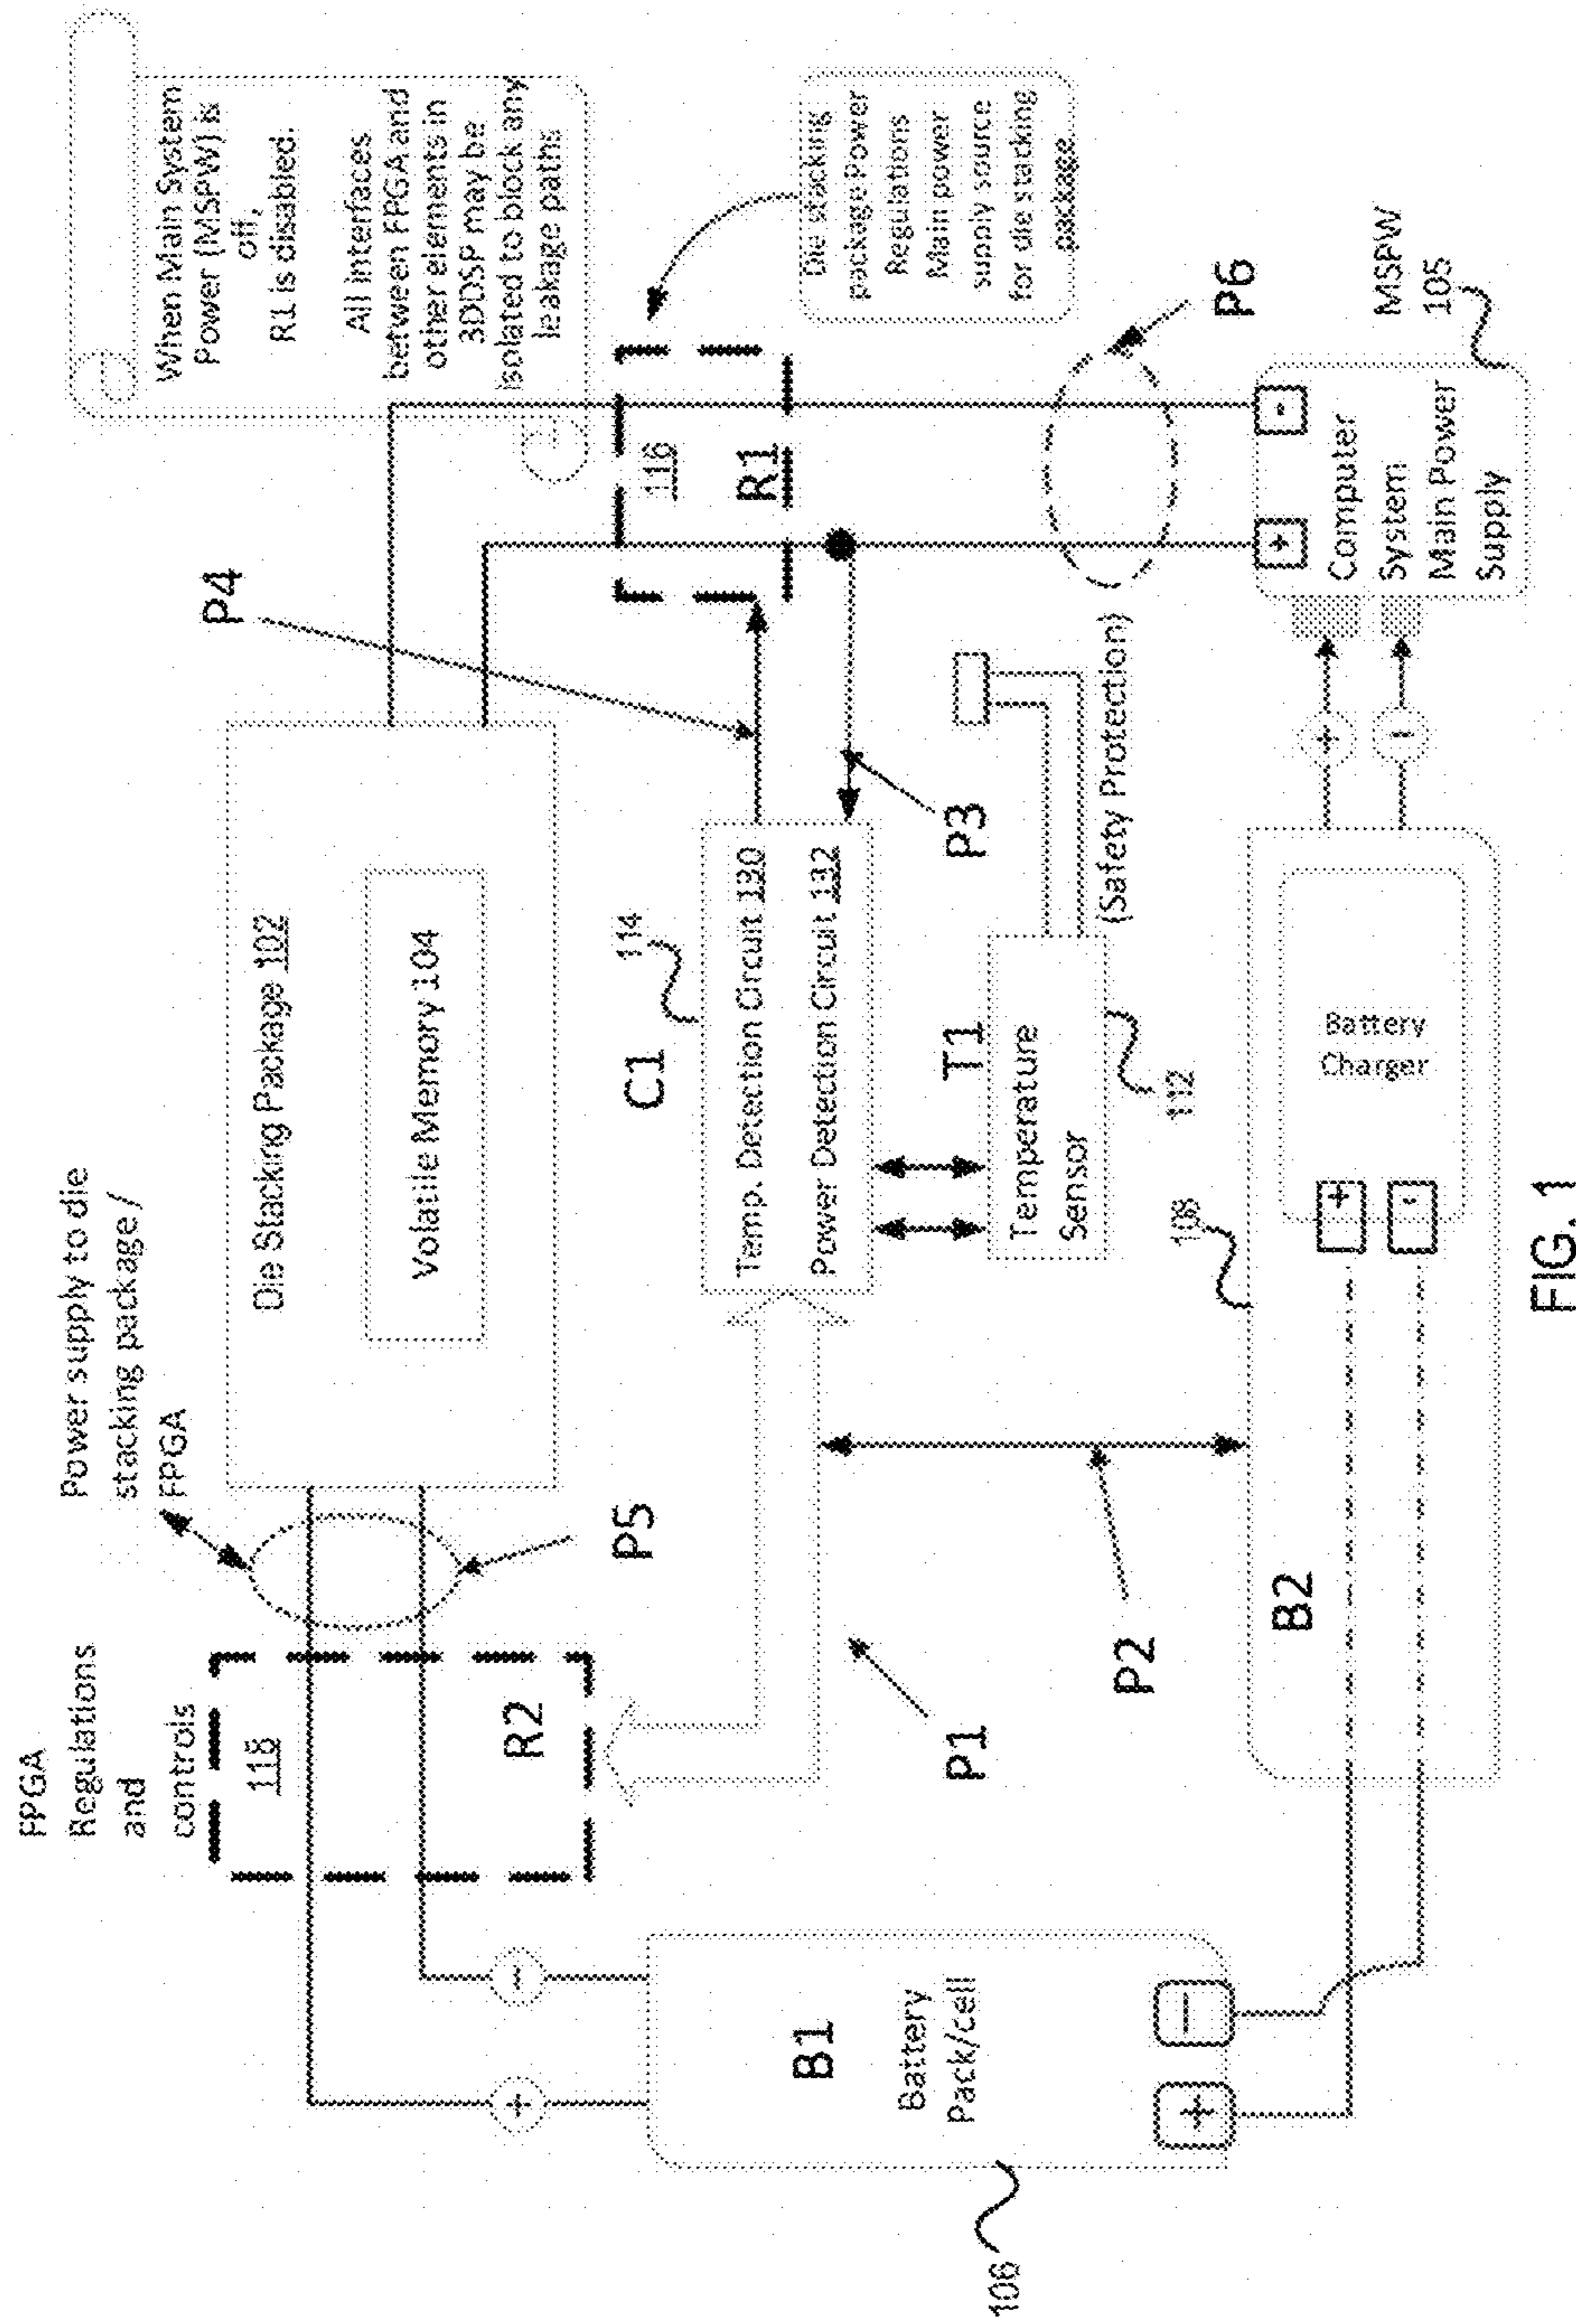 FPGA
Regulations
and
controls
118
R2
Power supply to die
stacking package/
FPGA
P5
Die Stacking Package 102
Volatile Memory 104
P4
When Main System
Power (MSPW) is
off,
R1 is disabled.
All interfaces
between FPGA and
other elements in
3DDSP may be
isolated to block any
leakage paths
116
R1
Die stacking
package Power
Regulations
Main power
supply source
for die stacking
package
C1
114
Temp. Detection Circuit 130
Power Detection Circuit 132
P3
T1
Temperature
Sensor
112
(Safety Protection)
P6
P1
P2
B1
Battery
Pack/cell
+
-
+
-
106
B2
108
+
-
Battery
Charger
+
-
+
-
Computer
System
Main Power
Supply
MSPW
105
FIG. 1